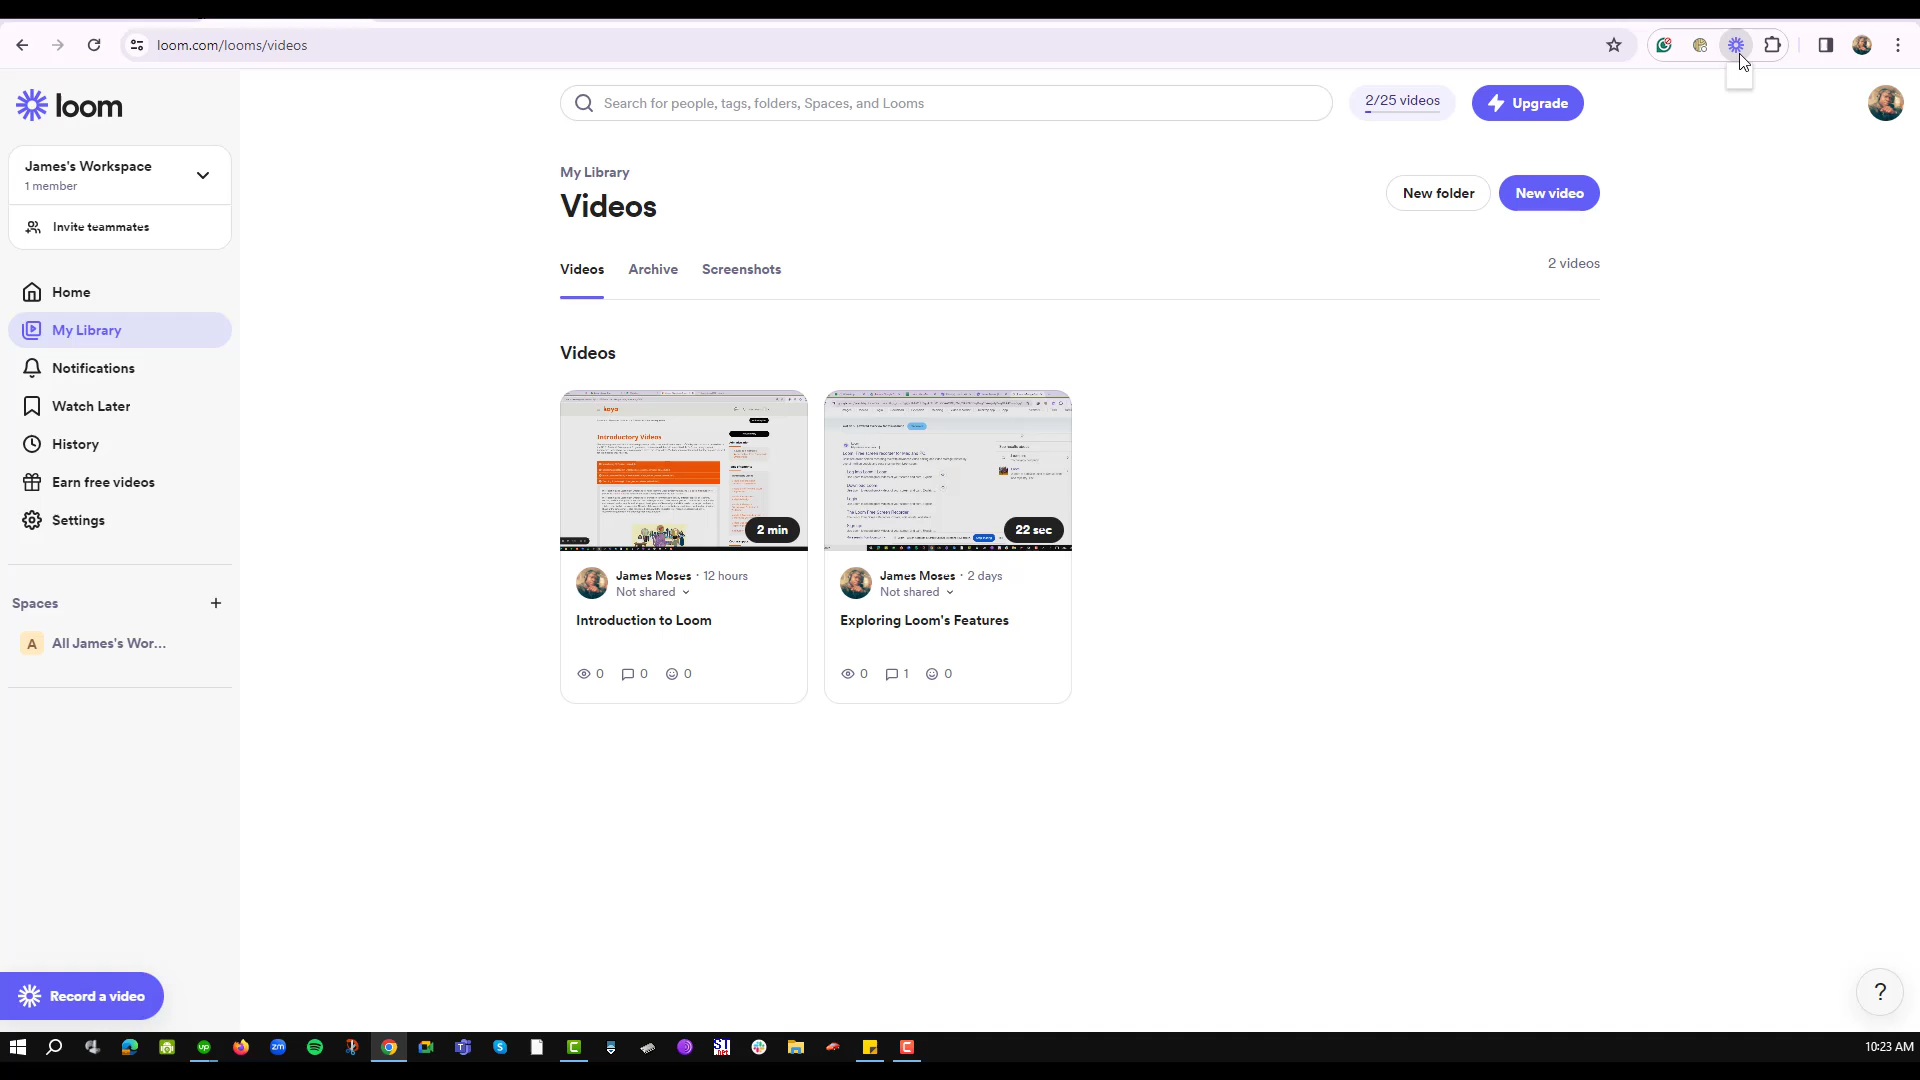 loom.com/looms/videos
loom
Search for people, tags, folders, Spaces, and Looms
2/25 videos
Upgrade
James's Workspace
1 member
Invite teammates
My Library
Videos
New folder
New video
Videos
Archive
Screenshots
2 videos
Home
My Library
Notifications
Watch Later
History
Earn free videos
Settings
Spaces
+
A
All James's Wor...
Videos
Introductory Videos
2 min
22 sec
James Moses · 12 hours
Not shared
Introduction to Loom
0
0
0
James Moses · 2 days
Not shared
Exploring Loom's Features
0
1
0
Record a video
?
up
zm
10:23 AM